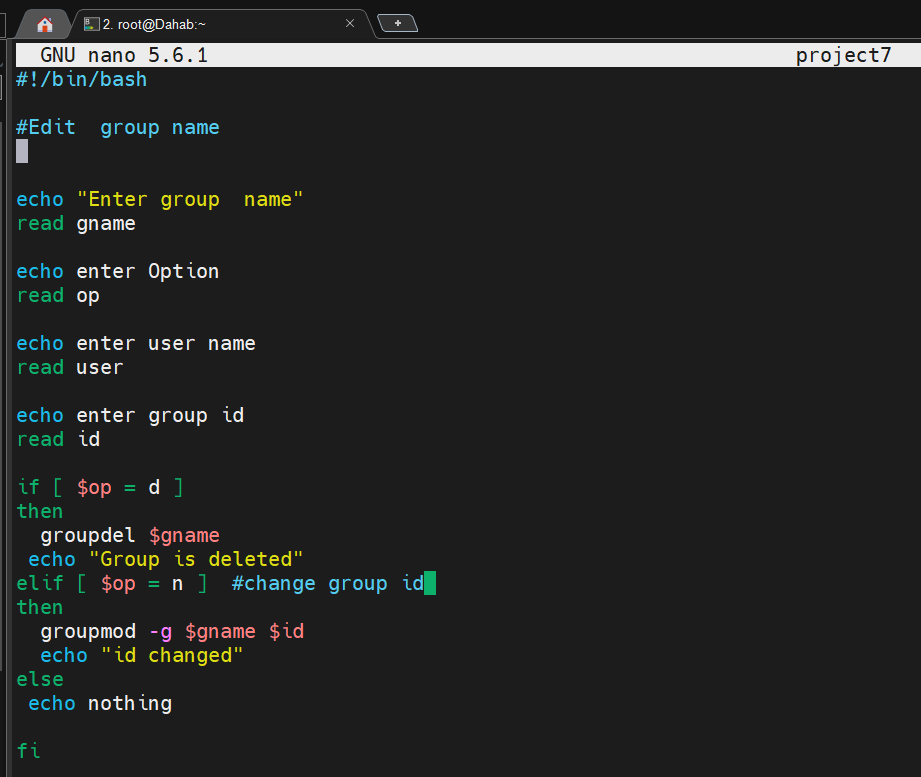 2. root@Dahab:~
GNU nano 5.6.1 project7
#!/bin/bash
#Edit  group name
echo "Enter group  name"
read gname
echo enter Option
read op
echo enter user name
read user
echo enter group id
read id
if [ $op = d ]
then
  groupdel $gname
 echo "Group is deleted"
elif [ $op = n ]  #change group id
then
  groupmod -g $gname $id
  echo "id changed"
else
 echo nothing
fi